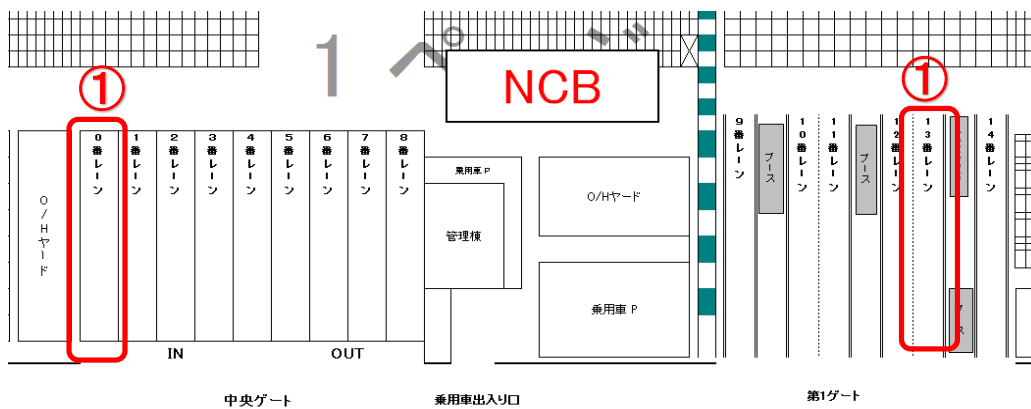 1 ペ
NCB
①
①
O/Hヤード
0番レーン
1番レーン
2番レーン
3番レーン
4番レーン
5番レーン
6番レーン
7番レーン
8番レーン
乗用車 P
管理棟
O/Hヤード
乗用車 P
9番レーン
ブース
10番レーン
11番レーン
ブース
12番レーン
13番レーン
14番レーン
ブース
IN
OUT
中央ゲート
乗用車出入り口
第1ゲート